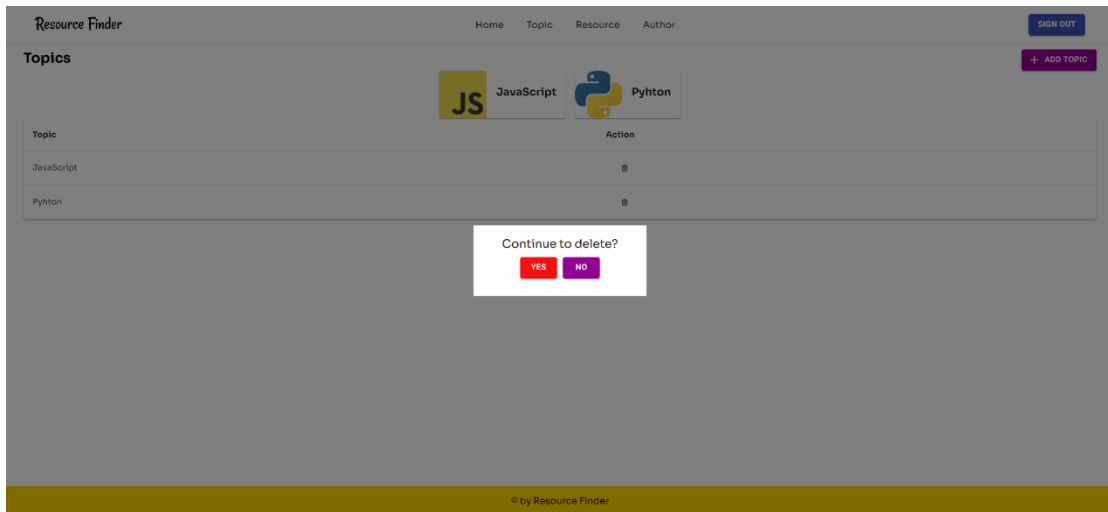 Resource Finder Home Topic Resource Author SIGN OUT
Topics + ADD TOPIC
JS JavaScript Pyhton
Topic Action
JavaScript
Pyhton
Continue to delete?
YES NO
© by Resource Finder